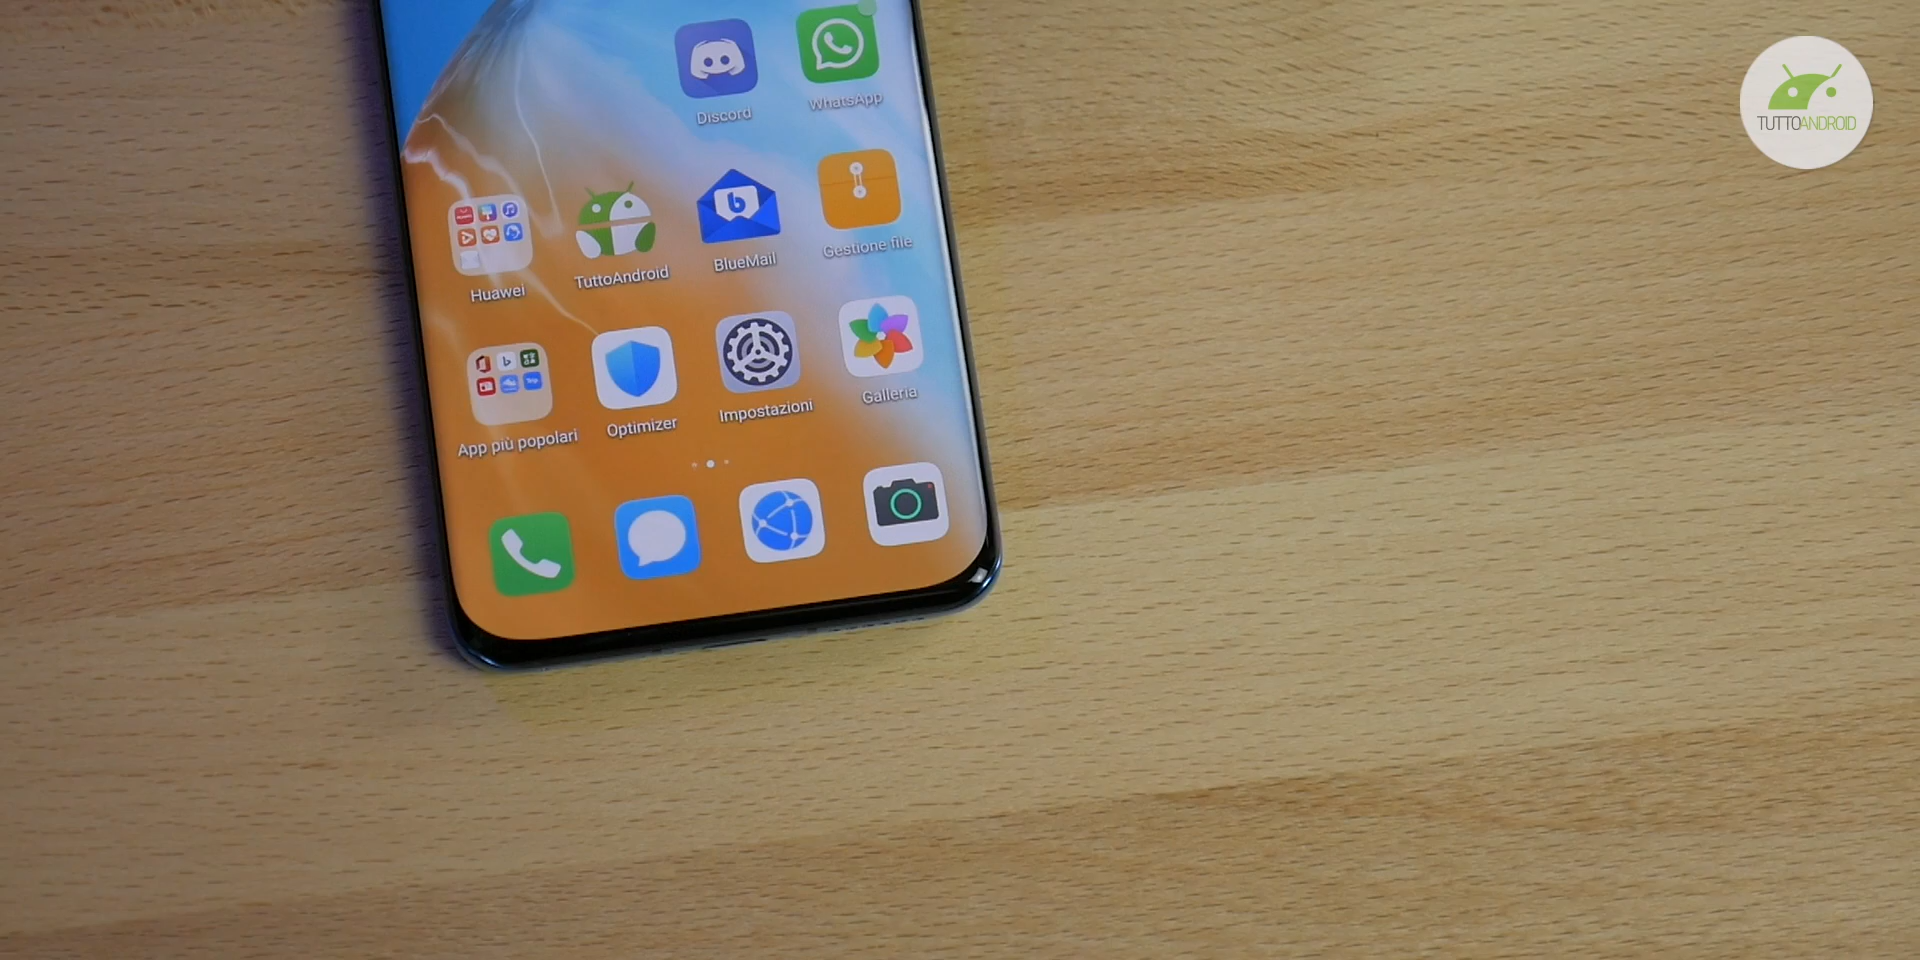 Discord
WhatsApp
Huawei
TuttoAndroid
BlueMail
Gestione file
App più popolari
Optimizer
Impostazioni
Galleria
TUTTOANDROID